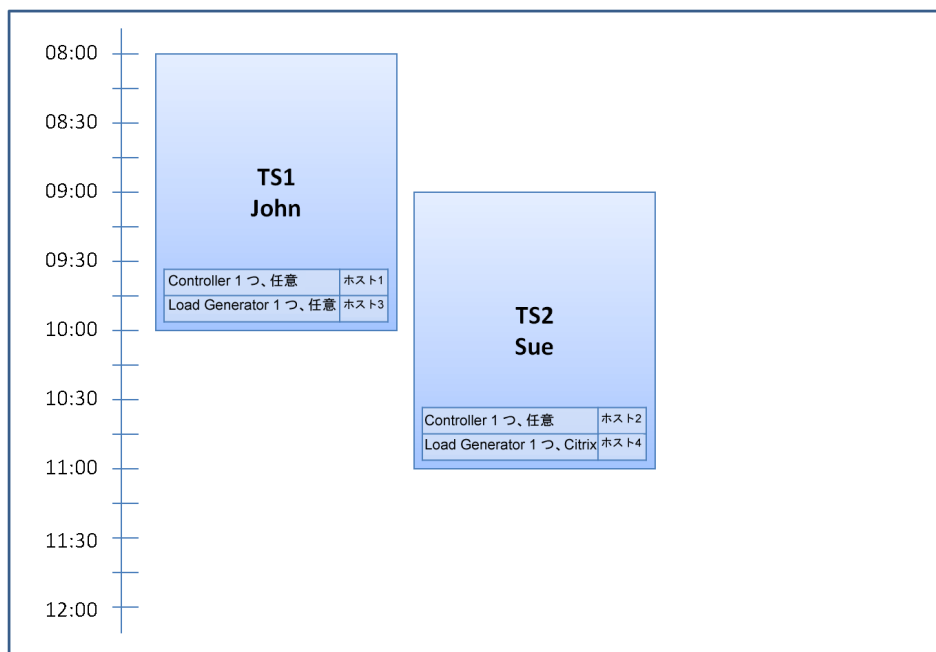 08:00
08:30
09:00
09:30
10:00
10:30
11:00
11:30
12:00
TS1
John
Controller 1 つ、任意 ホスト1
Load Generator 1 つ、任意 ホスト3
TS2
Sue
Controller 1 つ、任意 ホスト2
Load Generator 1 つ、Citrix ホスト4